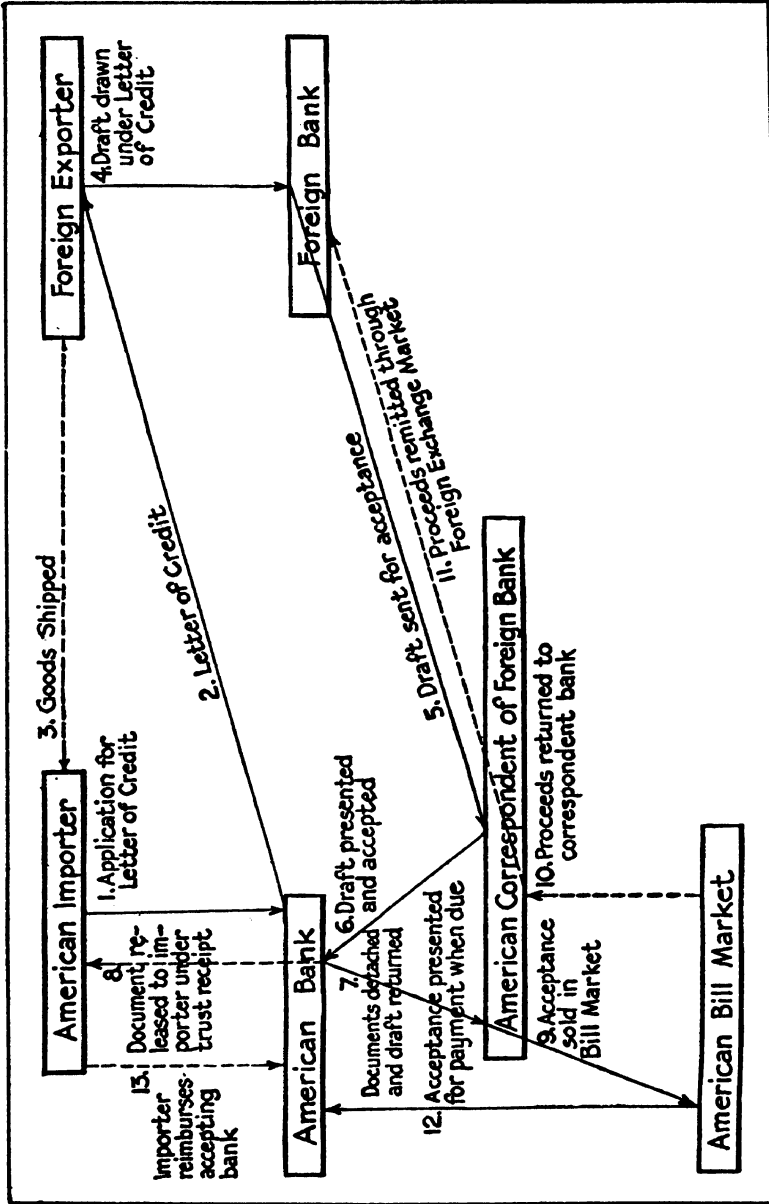 American Importer
3. Goods Shipped
Foreign Exporter
1. Application for
Letter of Credit
2. Letter of Credit
4. Draft drawn
under Letter
of Credit
13.
Importer
reimburses
accepting
bank
8.
Document re-
leased to im-
porter under
trust receipt
American Bank
Foreign Bank
6. Draft presented
and accepted
5. Draft sent for acceptance
7.
Documents detached
and draft returned
11. Proceeds remitted through
Foreign Exchange Market
12. Acceptance presented
for payment when due
American Correspondent of Foreign Bank
9. Acceptance
sold in
Bill Market
10. Proceeds returned to
correspondent bank
American Bill Market